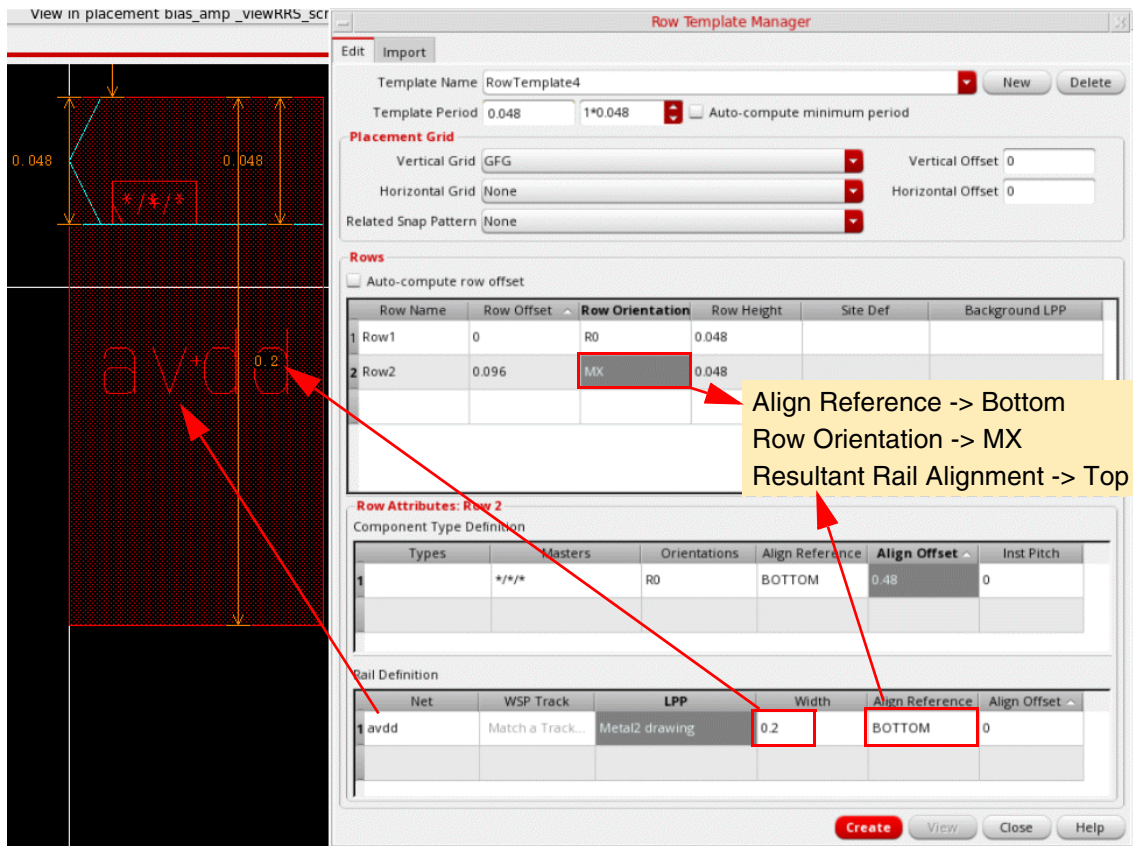 View in placement bias_amp _viewRRS_scr
Row Template Manager
Edit Import
Template Name RowTemplate4 New Delete
Template Period 0.048 1*0.048 Auto-compute minimum period
Placement Grid
Vertical Grid GFG Vertical Offset 0
Horizontal Grid None Horizontal Offset 0
Related Snap Pattern None
Rows
Auto-compute row offset
Row Name Row Offset Row Orientation Row Height Site Def Background LPP
1 Row1 0 R0 0.048
2 Row2 0.096 MX 0.048
Align Reference -> Bottom
Row Orientation -> MX
Resultant Rail Alignment -> Top
Row Attributes: Row 2
Component Type Definition
Types Masters Orientations Align Reference Align Offset Inst Pitch
1 */*/* R0 BOTTOM 0.48 0
Rail Definition
Net WSP Track LPP Width Align Reference Align Offset
1 avdd Match a Track... Metal2 drawing 0.2 BOTTOM 0
Create View Close Help
0.048 0.048
*/*/*
avdd 0.2